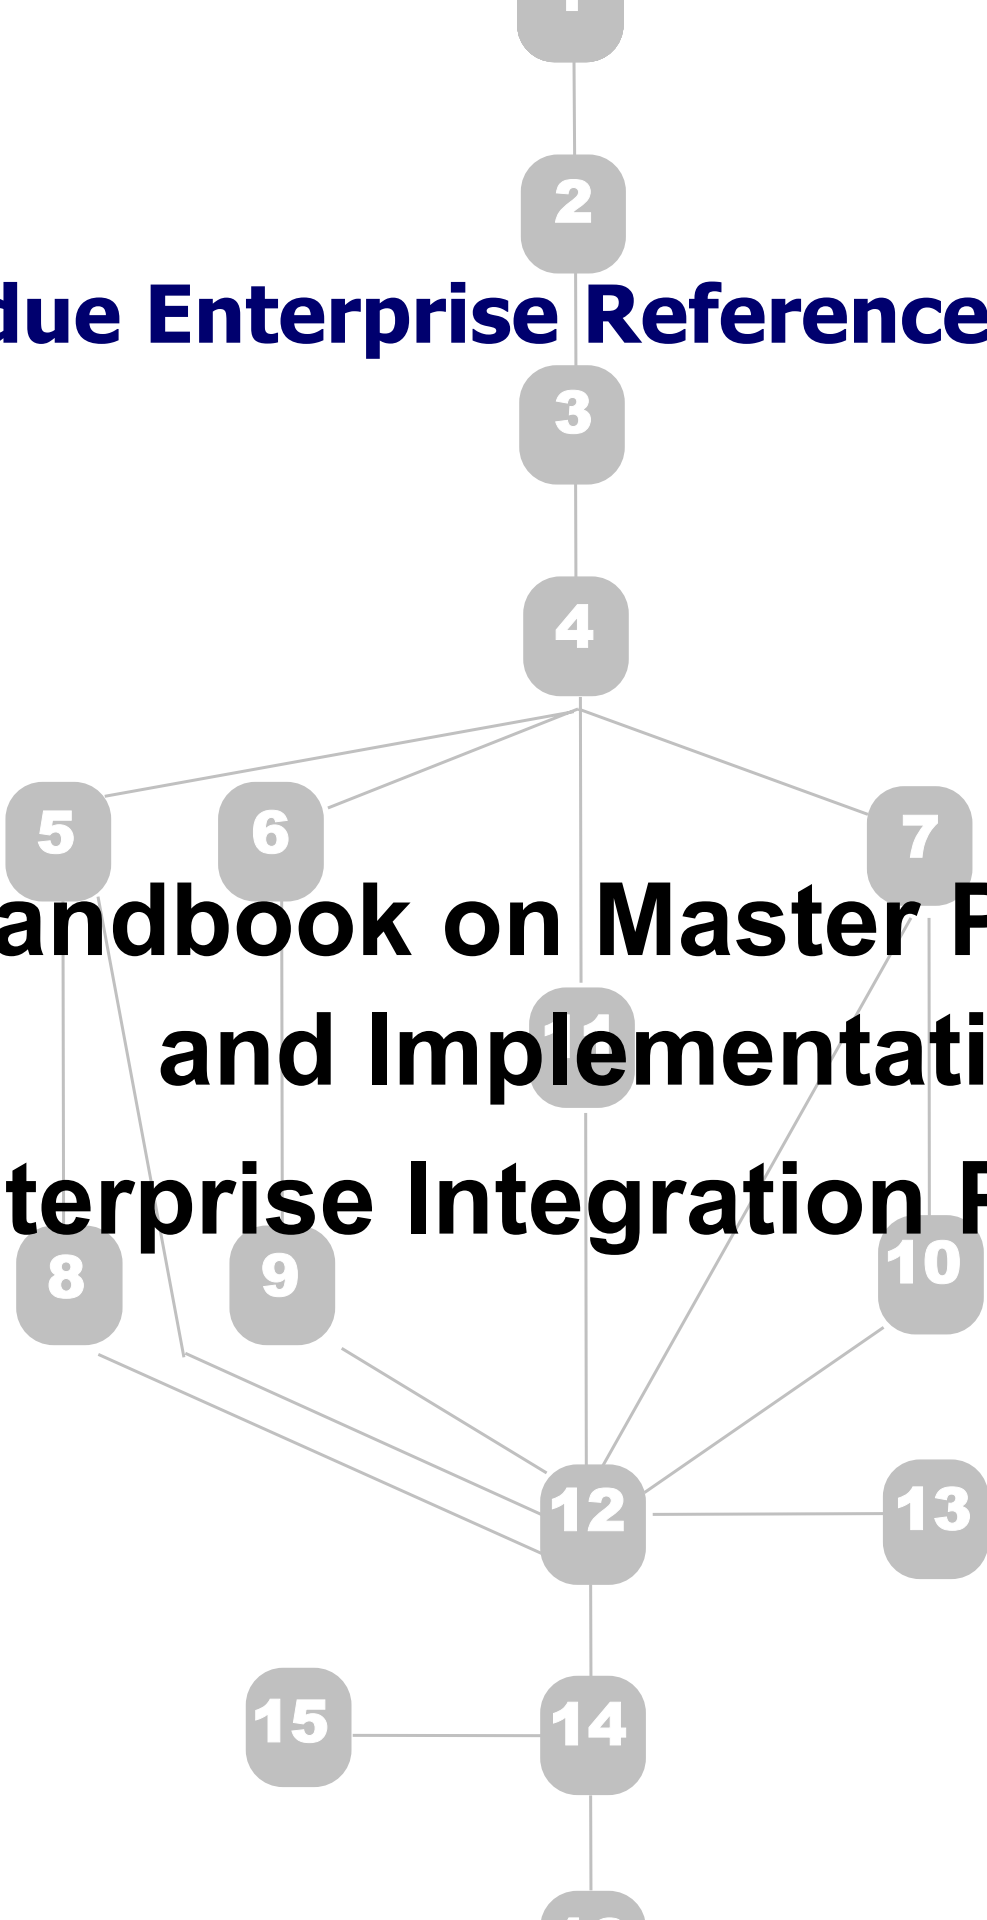 2
due Enterprise Reference
3
4
5 6 7
andbook on Master P
11
and Implementati
terprise Integration P
8 9 10
12 13
15 14